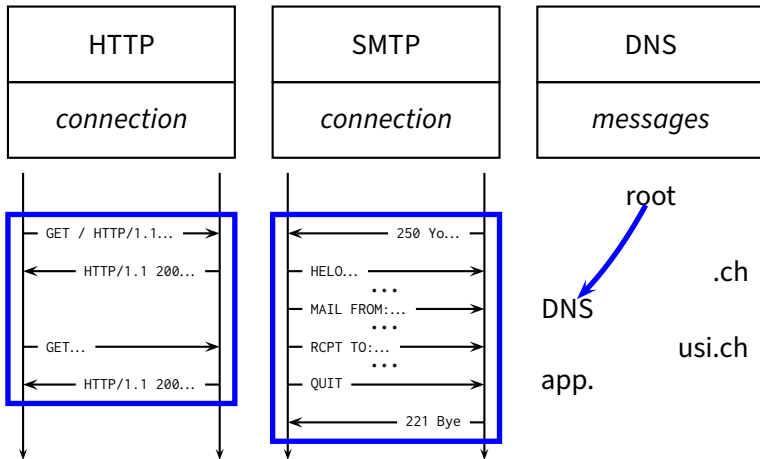 HTTP
connection
GET / HTTP/1.1...
HTTP/1.1 200...
GET...
HTTP/1.1 200...
SMTP
connection
250 Yo...
HELO...
...
MAIL FROM:...
...
RCPT TO:...
...
QUIT
221 Bye
DNS
messages
root
.ch
DNS
usi.ch
app.